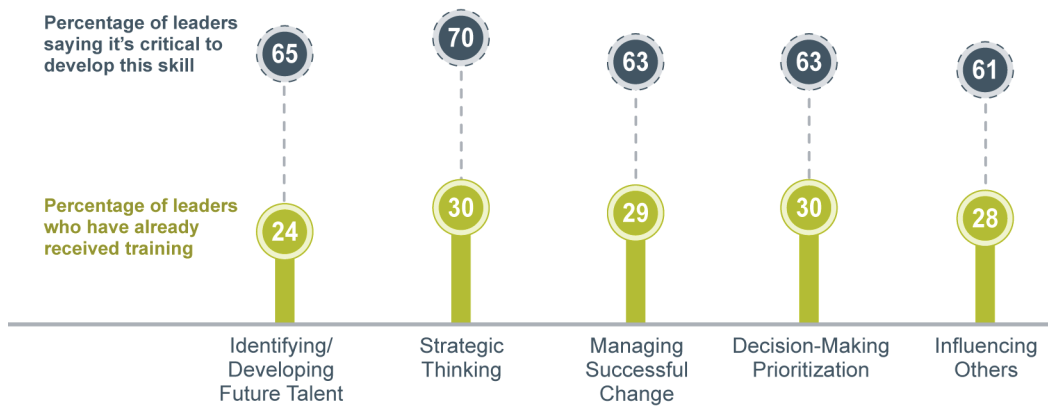 Percentage of leaders
saying it's critical to
develop this skill
65
70
63
63
61
Percentage of leaders
who have already
received training
24
30
29
30
28
Identifying/
Developing
Future Talent
Strategic
Thinking
Managing
Successful
Change
Decision-Making
Prioritization
Influencing
Others